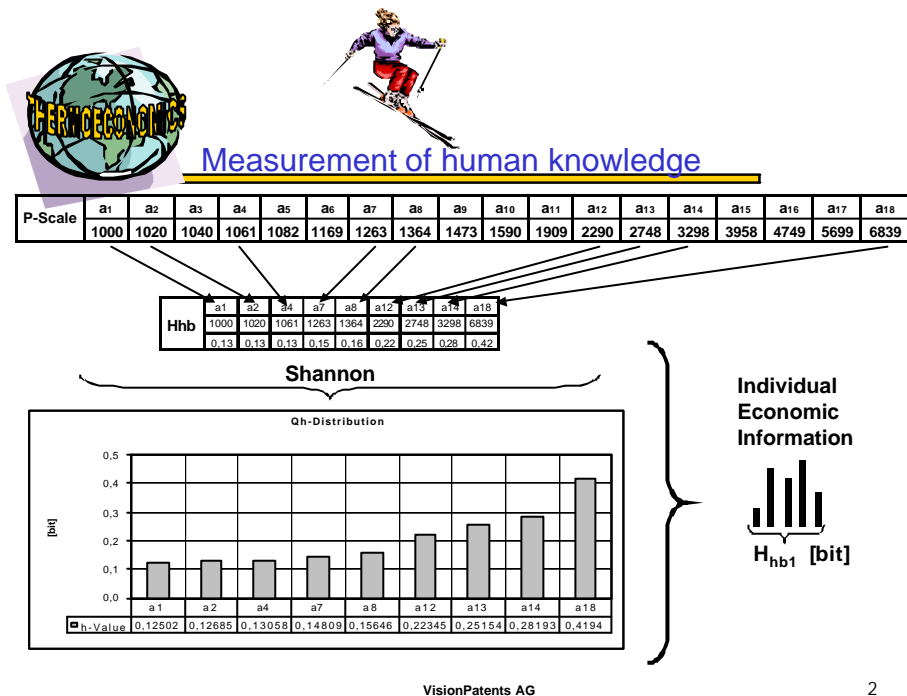 THERMOECONOMICS
Measurement of human knowledge
P-Scale a1 a2 a3 a4 a5 a6 a7 a8 a9 a10 a11 a12 a13 a14 a15 a16 a17 a18
1000 1020 1040 1061 1082 1169 1263 1364 1473 1590 1909 2290 2748 3298 3958 4749 5699 6839
Hhb a1 a2 a4 a7 a8 a12 a13 a14 a18
1000 1020 1061 1263 1364 2290 2748 3298 6839
0,13 0,13 0,13 0,15 0,16 0,22 0,25 0,28 0,42
Shannon
Qh-Distribution
0,5
0,4
0,3
0,2
0,1
0,0
[bit]
a1 a2 a4 a7 a8 a12 a13 a14 a18
h-Value 0,12502 0,12685 0,13058 0,14809 0,15646 0,22345 0,25154 0,28193 0,4194
Individual
Economic
Information
Hhb1 [bit]
VisionPatents AG
2